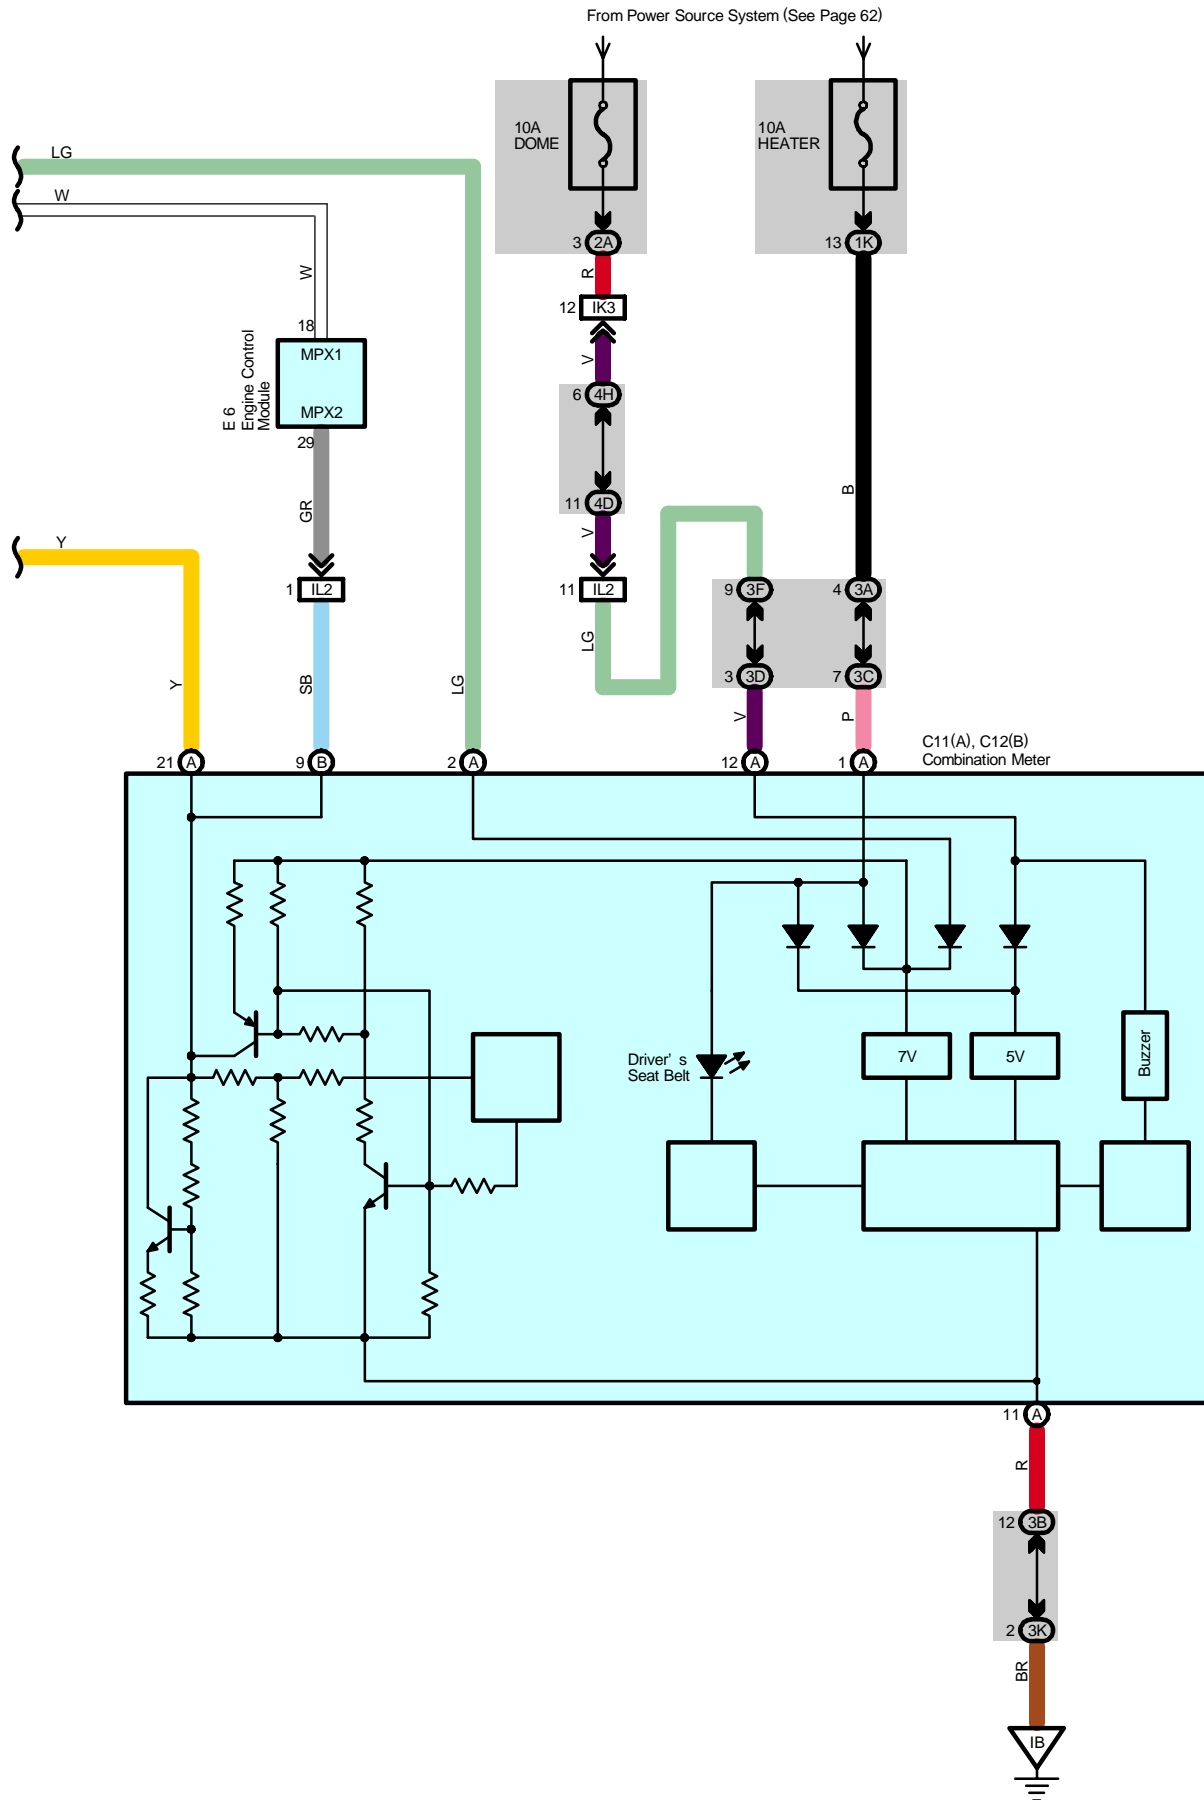 From Power Source System (See Page 62)
10A
DOME
10A
HEATER
LG
W
3 2A
13 1K
R
W
12 IK3
18
MPX1
V
E 6
Engine Control
Module
6 4H
MPX2
29
B
11 4D
GR
V
Y
1 IL2
11 IL2
9 3F
4 3A
LG
3 3D
7 3C
Y
SB
LG
V
P
C11(A), C12(B)
Combination Meter
21 A
9 B
2 A
12 A
1 A
7V
5V
Buzzer
Driver' s
Seat Belt
11 A
R
12 3B
2 3K
BR
IB